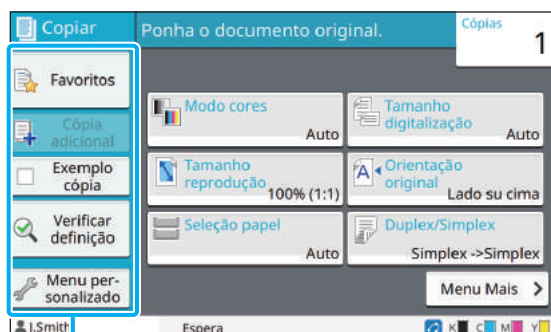 Copiar
Ponha o documento original.
Cópias
1
Favoritos
Cópia
adicional
Exemplo
cópia
Verificar
definição
Menu per-
sonalizado
Modo cores
Auto
Tamanho
digitalização
Auto
Tamanho
reprodução
100% (1:1)
Orientação
original
Lado su cima
Seleção papel
Auto
Duplex/Simplex
Simplex ->Simplex
Menu Mais >
J.Smith
Espera
K C M Y